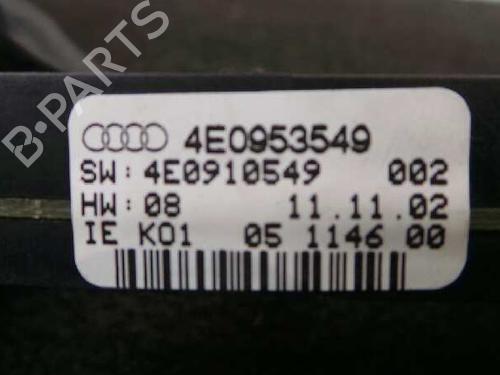 B-PARTS
4E0953549
SW: 4E0910549 002
HW: 08 11.11.02
IE K01 05 1146 00